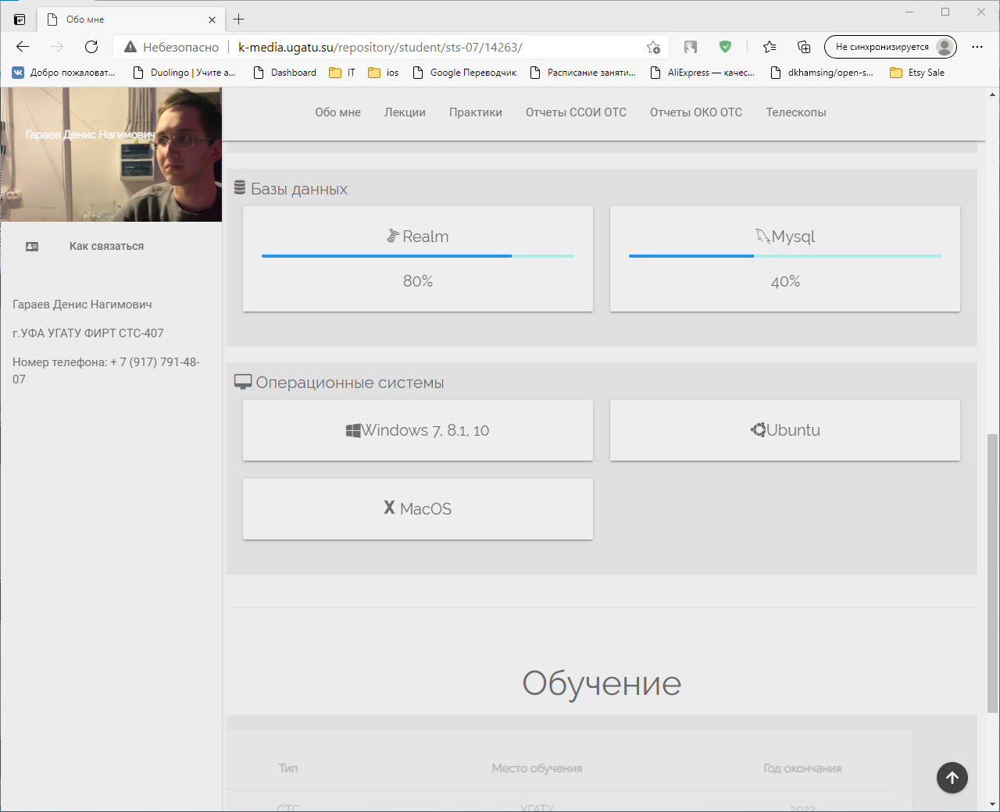 Обо мне
Небезопасно | k-media.ugatu.su/repository/student/sts-07/14263/
Не синхронизируется
Добро пожаловат...
Duolingo | Учите а...
Dashboard
IT
ios
Google Переводчик
Расписание заняти...
AliExpress — качес...
dkhamsing/open-s...
Etsy Sale
Гараев Денис Нагимович
Как связаться
Гараев Денис Нагимович
г.УФА УГАТУ ФИРТ СТС-407
Номер телефона: + 7 (917) 791-48-
07
Обо мне
Лекции
Практики
Отчеты ССОИ ОТС
Отчеты ОКО ОТС
Телескопы
Базы данных
Realm
80%
Mysql
40%
Операционные системы
Windows 7, 8.1, 10
Ubuntu
X MacOS
Обучение
Тип
Место обучения
Год окончания
СТС
УГАТУ
2022